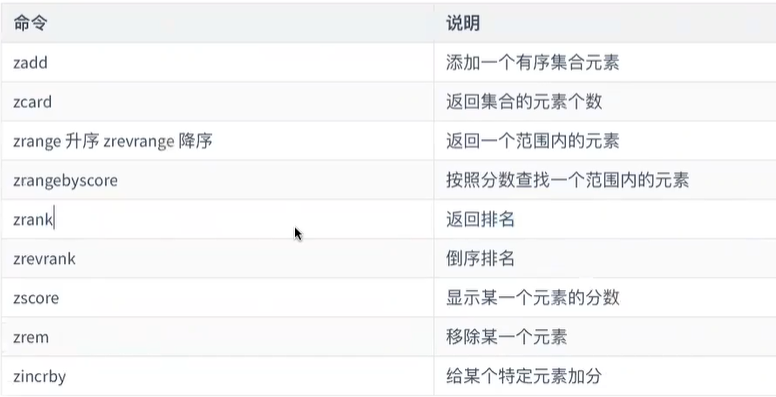 命令 说明
zadd 添加一个有序集合元素
zcard 返回集合的元素个数
zrange 升序 zrevrange 降序 返回一个范围内的元素
zrangebyscore 按照分数查找一个范围内的元素
zrank 返回排名
zrevrank 倒序排名
zscore 显示某一个元素的分数
zrem 移除某一个元素
zincrby 给某个特定元素加分